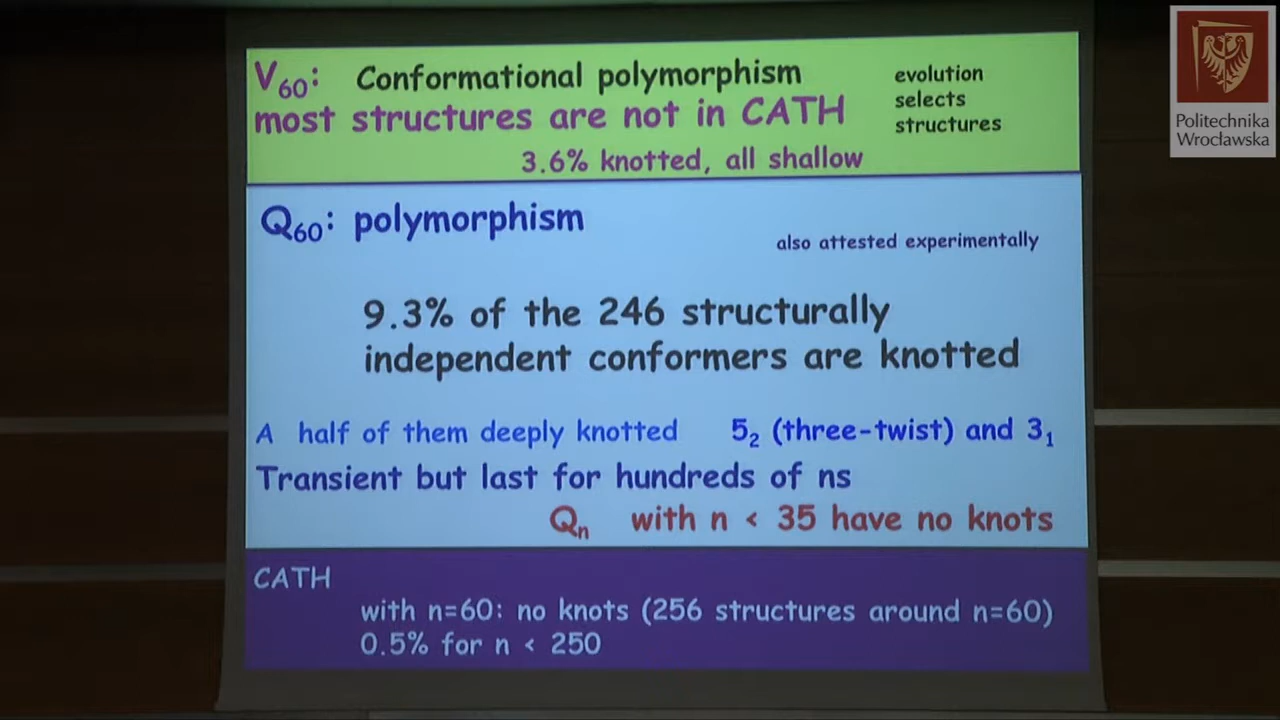 V60: Conformational polymorphism
most structures are not in CATH
evolution
selects
structures
3.6% knotted, all shallow
Q60: polymorphism
also attested experimentally
9.3% of the 246 structurally
independent conformers are knotted
A half of them deeply knotted 52 (three-twist) and 31
Transient but last for hundreds of ns
Qn with n < 35 have no knots
CATH
with n=60: no knots (256 structures around n=60)
0.5% for n < 250
Politechnika
Wrocławska